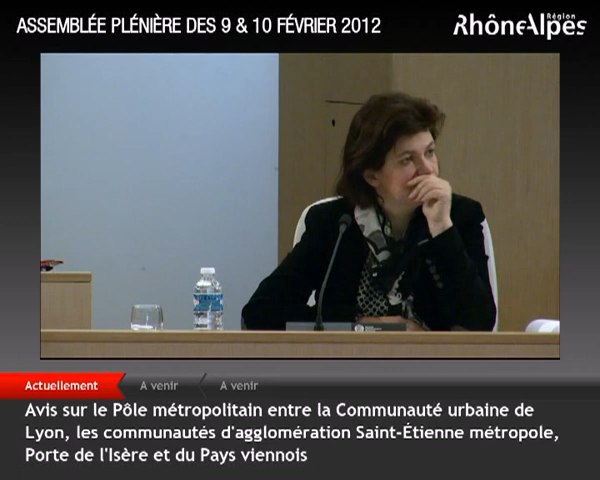 ASSEMBLÉE PLÉNIÈRE DES 9 & 10 FÉVRIER 2012
Région
RhôneAlpes
Actuellement
A venir
A venir
Avis sur le Pôle métropolitain entre la Communauté urbaine de
Lyon, les communautés d'agglomération Saint-Étienne métropole,
Porte de l'Isère et du Pays viennois